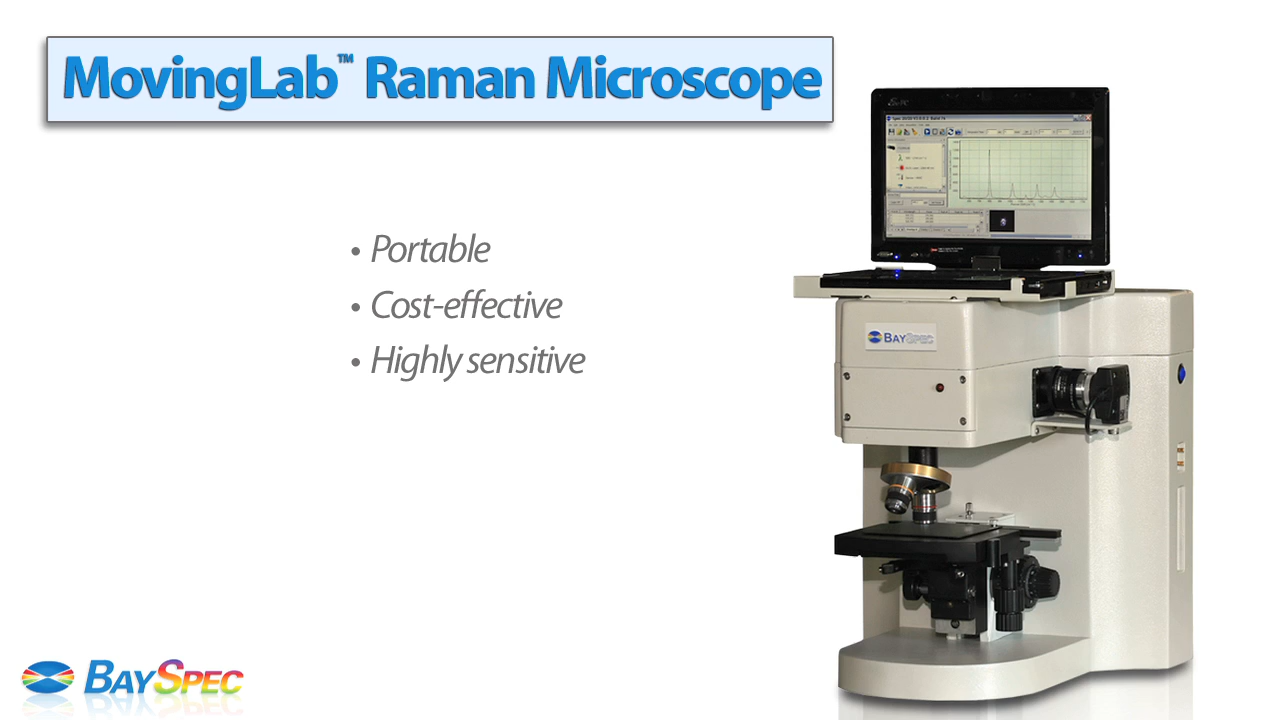 MovingLab™ Raman Microscope
• Portable
• Cost-effective
• Highly sensitive
BAYSPEC
BAYSPEC